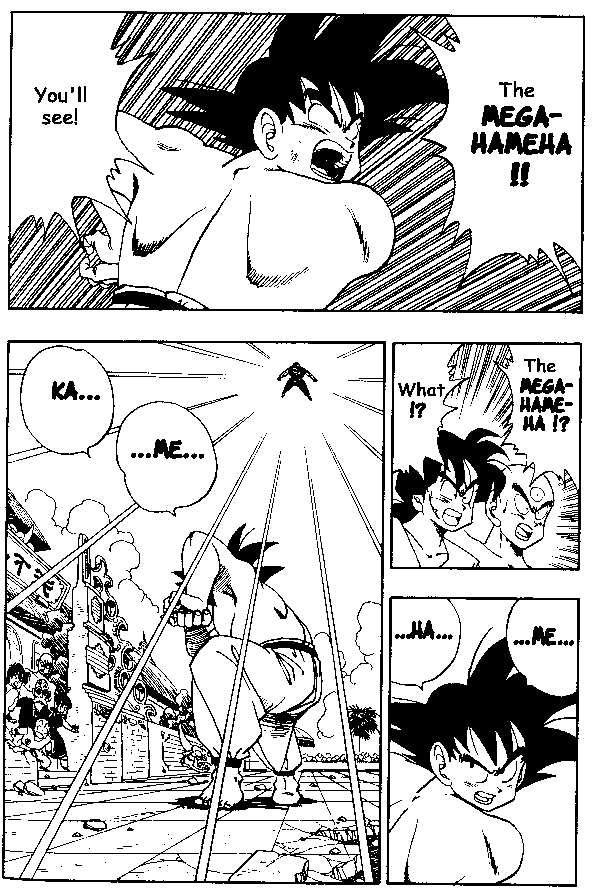 You'll
see!
The
MEGA-
HAMEHA
!!
KA...
...ME...
What
!?
The
MEGA-
HAME-
HA !?
...HA...
...ME...